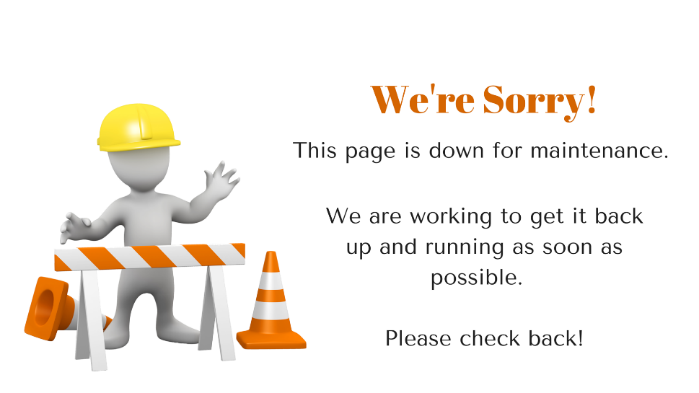 We're Sorry!
This page is down for maintenance.
We are working to get it back
up and running as soon as
possible.
Please check back!